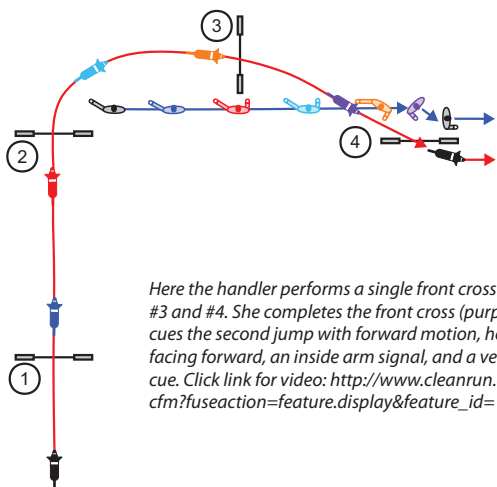 3
2
4
1
Here the handler performs a single front cross
#3 and #4. She completes the front cross (purp
cues the second jump with forward motion, he
facing forward, an inside arm signal, and a ve
cue. Click link for video: http://www.cleanrun.
cfm?fuseaction=feature.display&feature_id=